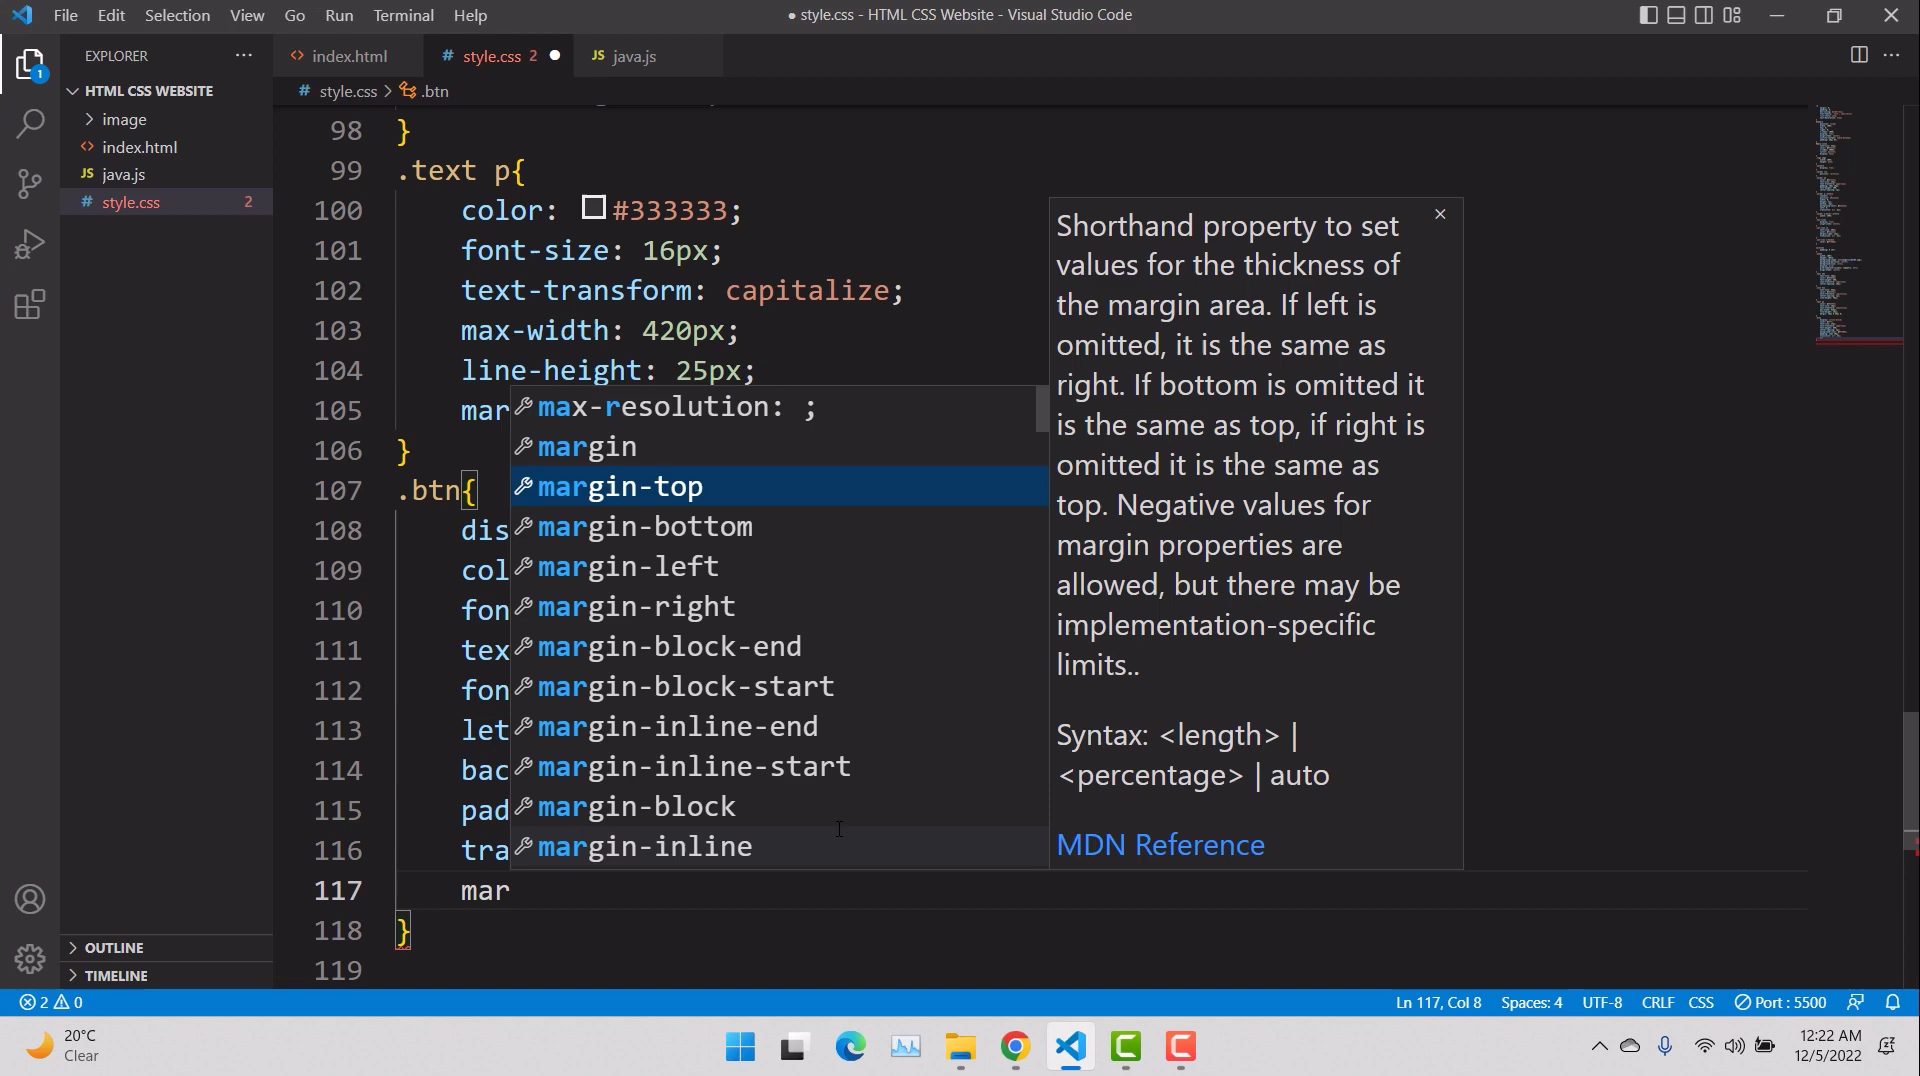 File Edit Selection View Go Run Terminal Help
● style.css - HTML CSS Website - Visual Studio Code
EXPLORER ···
<> index.html
# style.css 2 ●
JS java.js
1
HTML CSS WEBSITE
# style.css > .btn
> image
<> index.html
JS java.js
# style.css 2
98 }
99 .text p{
100 color: #333333;
101 font-size: 16px;
102 text-transform: capitalize;
103 max-width: 420px;
104 line-height: 25px;
105 mar
106 }
107 .btn{
108 dis
109 col
110 fon
111 tex
112 fon
113 let
114 bac
115 pad
116 tra
117 mar
118 }
119
max-resolution: ;
margin
margin-top
margin-bottom
margin-left
margin-right
margin-block-end
margin-block-start
margin-inline-end
margin-inline-start
margin-block
margin-inline
Shorthand property to set
values for the thickness of
the margin area. If left is
omitted, it is the same as
right. If bottom is omitted it
is the same as top, if right is
omitted it is the same as
top. Negative values for
margin properties are
allowed, but there may be
implementation-specific
limits..
Syntax: <length> |
<percentage> | auto
MDN Reference
OUTLINE
TIMELINE
2 0
Ln 117, Col 8 Spaces: 4 UTF-8 CRLF CSS Port : 5500
20°C
Clear
12:22 AM
12/5/2022